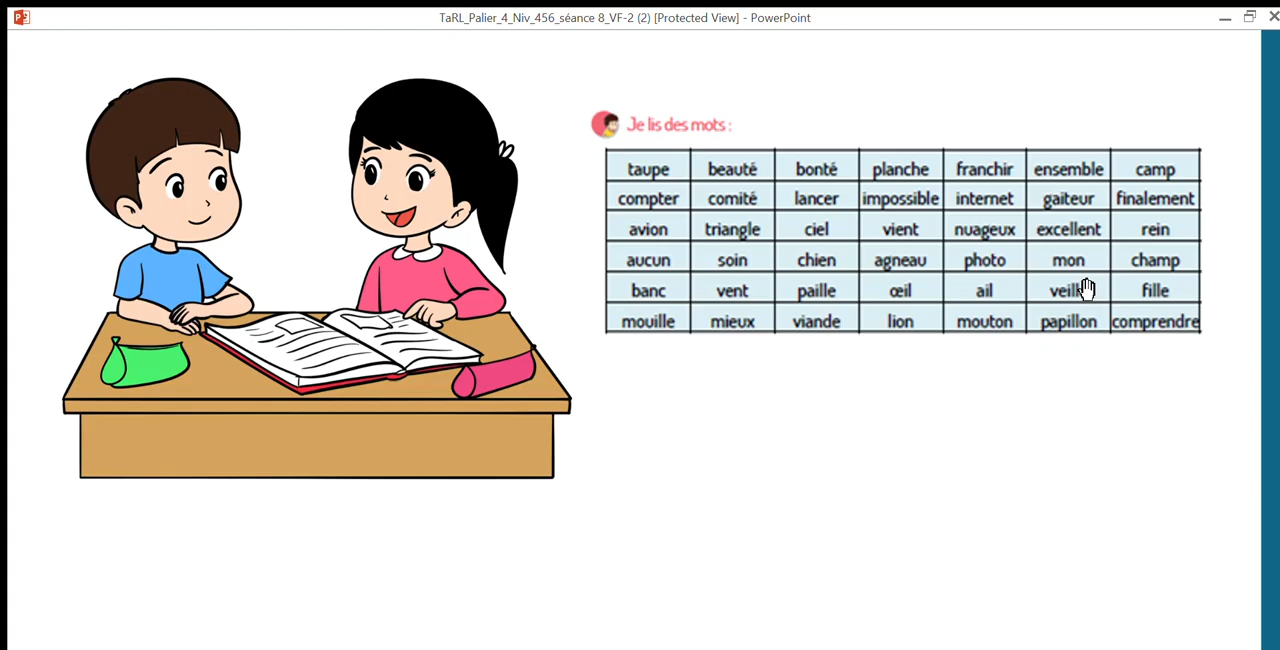 TaRL_Palier_4_Niv_456_séance 8_VF-2 (2) [Protected View] - PowerPoint
Je lis des mots :
taupe beauté bonté planche franchir ensemble camp
compter comité lancer impossible internet gaiteur finalement
avion triangle ciel vient nuageux excellent rein
aucun soin chien agneau photo mon champ
banc vent paille œil ail fille
mouille mieux viande lion mouton papillon comprendre